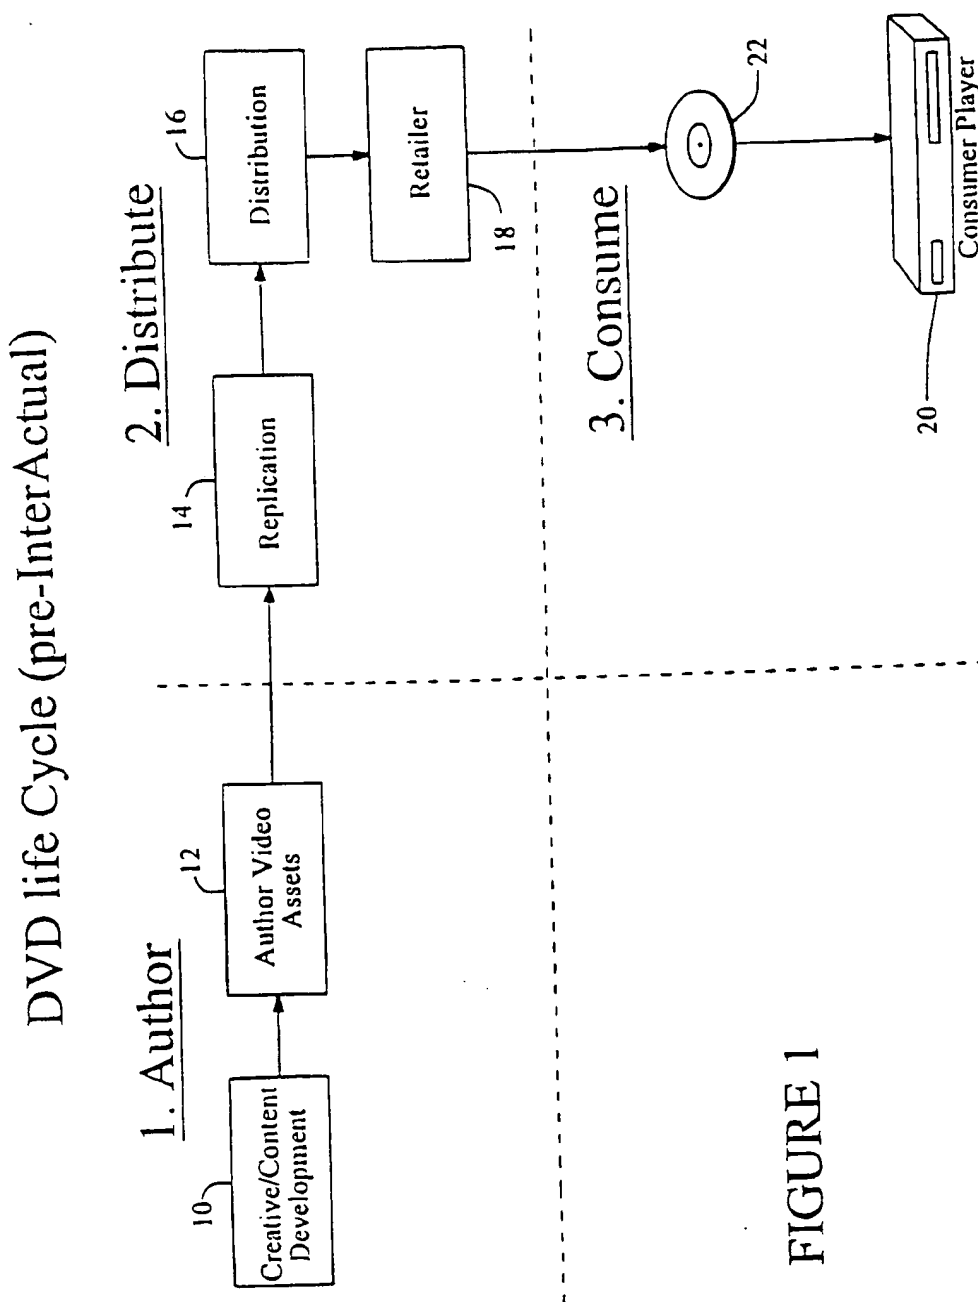 DVD life Cycle (pre-InterActual)
1. Author
10
Creative/Content
Development
12
Author Video
Assets
2. Distribute
14
Replication
16
Distribution
Retailer
18
3. Consume
22
20
Consumer Player
FIGURE 1